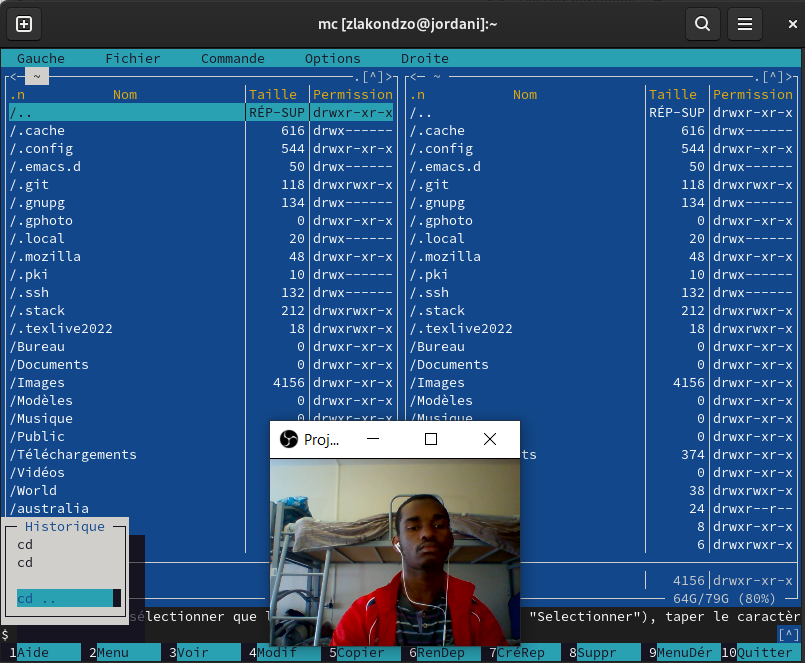 mc [zlakondzo@jordani]:~
Gauche Fichier Commande Options Droite
<─ ~ .[^]> <─ ~ .[^]>
.n Nom Taille Permission .n Nom Taille Permission
/.. RÉP-SUP drwxr-xr-x /.. RÉP-SUP drwxr-xr-x
/.cache 616 drwx------ /.cache 616 drwx------
/.config 544 drwxr-xr-x /.config 544 drwxr-xr-x
/.emacs.d 50 drwx------ /.emacs.d 50 drwx------
/.git 118 drwxrwxr-x /.git 118 drwxrwxr-x
/.gnupg 134 drwx------ /.gnupg 134 drwx------
/.gphoto 0 drwxr-xr-x /.gphoto 0 drwxr-xr-x
/.local 20 drwx------ /.local 20 drwx------
/.mozilla 48 drwxr-xr-x /.mozilla 48 drwxr-xr-x
/.pki 10 drwx------ /.pki 10 drwx------
/.ssh 132 drwx------ /.ssh 132 drwx------
/.stack 212 drwxrwxr-x /.stack 212 drwxrwxr-x
/.texlive2022 18 drwxrwxr-x /.texlive2022 18 drwxrwxr-x
/Bureau 0 drwxr-xr-x /Bureau 0 drwxr-xr-x
/Documents 0 drwxr-xr-x /Documents 0 drwxr-xr-x
/Images 4156 drwxr-xr-x /Images 4156 drwxr-xr-x
/Modèles 0 drwxr-xr-x /Modèles 0 drwxr-xr-x
/Musique 0 drwxr-xr-x /Musique 0 drwxr-xr-x
/Public 0 drwxr-xr-x
Proj...
/Téléchargements ts 374 drwxr-xr-x
/Vidéos 0 drwxr-xr-x
/World 38 drwxrwxr-x
/australia 24 drwxr--r--
Historique 8 drwxr-xr-x
cd 6 drwxrwxr-x
cd
4156 drwxr-xr-x
cd .. 64G/79G (80%)
sélectionner que "Selectionner"), taper le caractèr
$ [^]
1Aide 2Menu 3Voir 4Modif 5Copier 6RenDép 7CréRép 8Suppr 9MenuDér 10Quitter